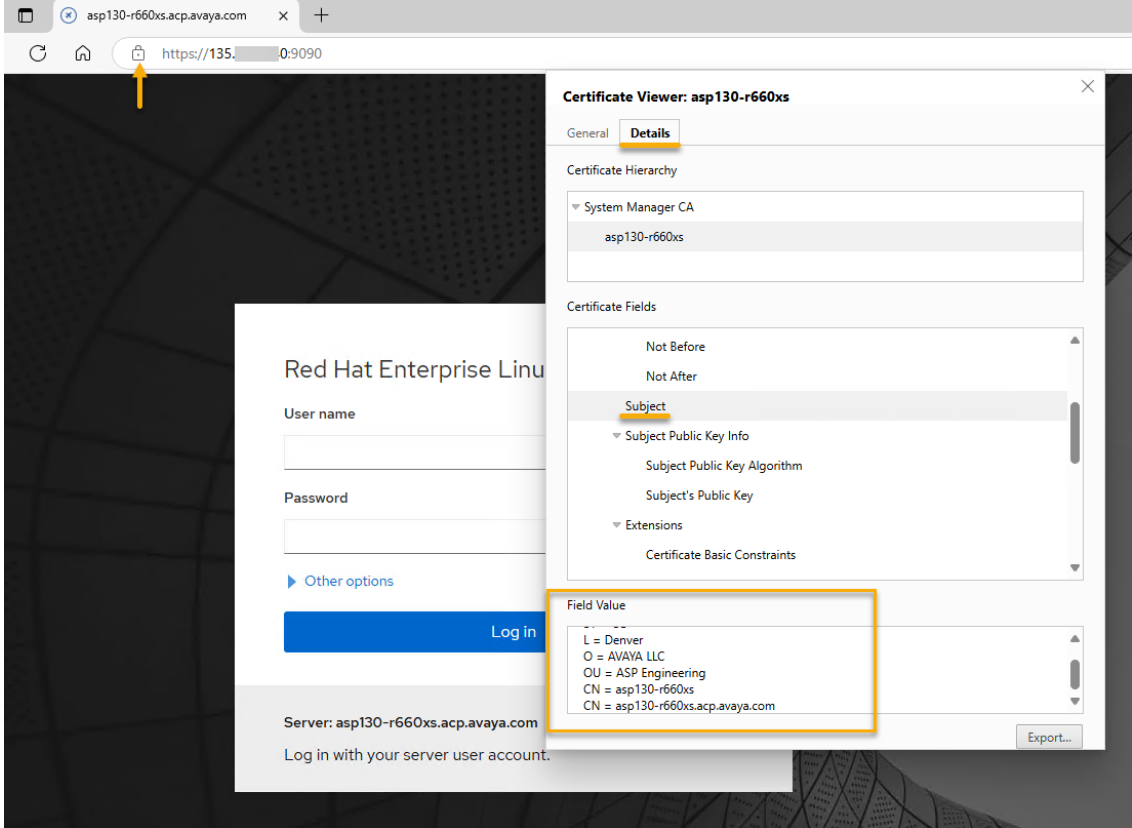 asp130-r660xs.acp.avaya.com
https://135. 0:9090
Certificate Viewer: asp130-r660xs
General Details
Certificate Hierarchy
System Manager CA
asp130-r660xs
Certificate Fields
Not Before
Not After
Subject
Subject Public Key Info
Subject Public Key Algorithm
Subject's Public Key
Extensions
Certificate Basic Constraints
Field Value
L = Denver
O = AVAYA LLC
OU = ASP Engineering
CN = asp130-r660xs
CN = asp130-r660xs.acp.avaya.com
Export...
Red Hat Enterprise Linu
User name
Password
Other options
Log in
Server: asp130-r660xs.acp.avaya.com
Log in with your server user account.